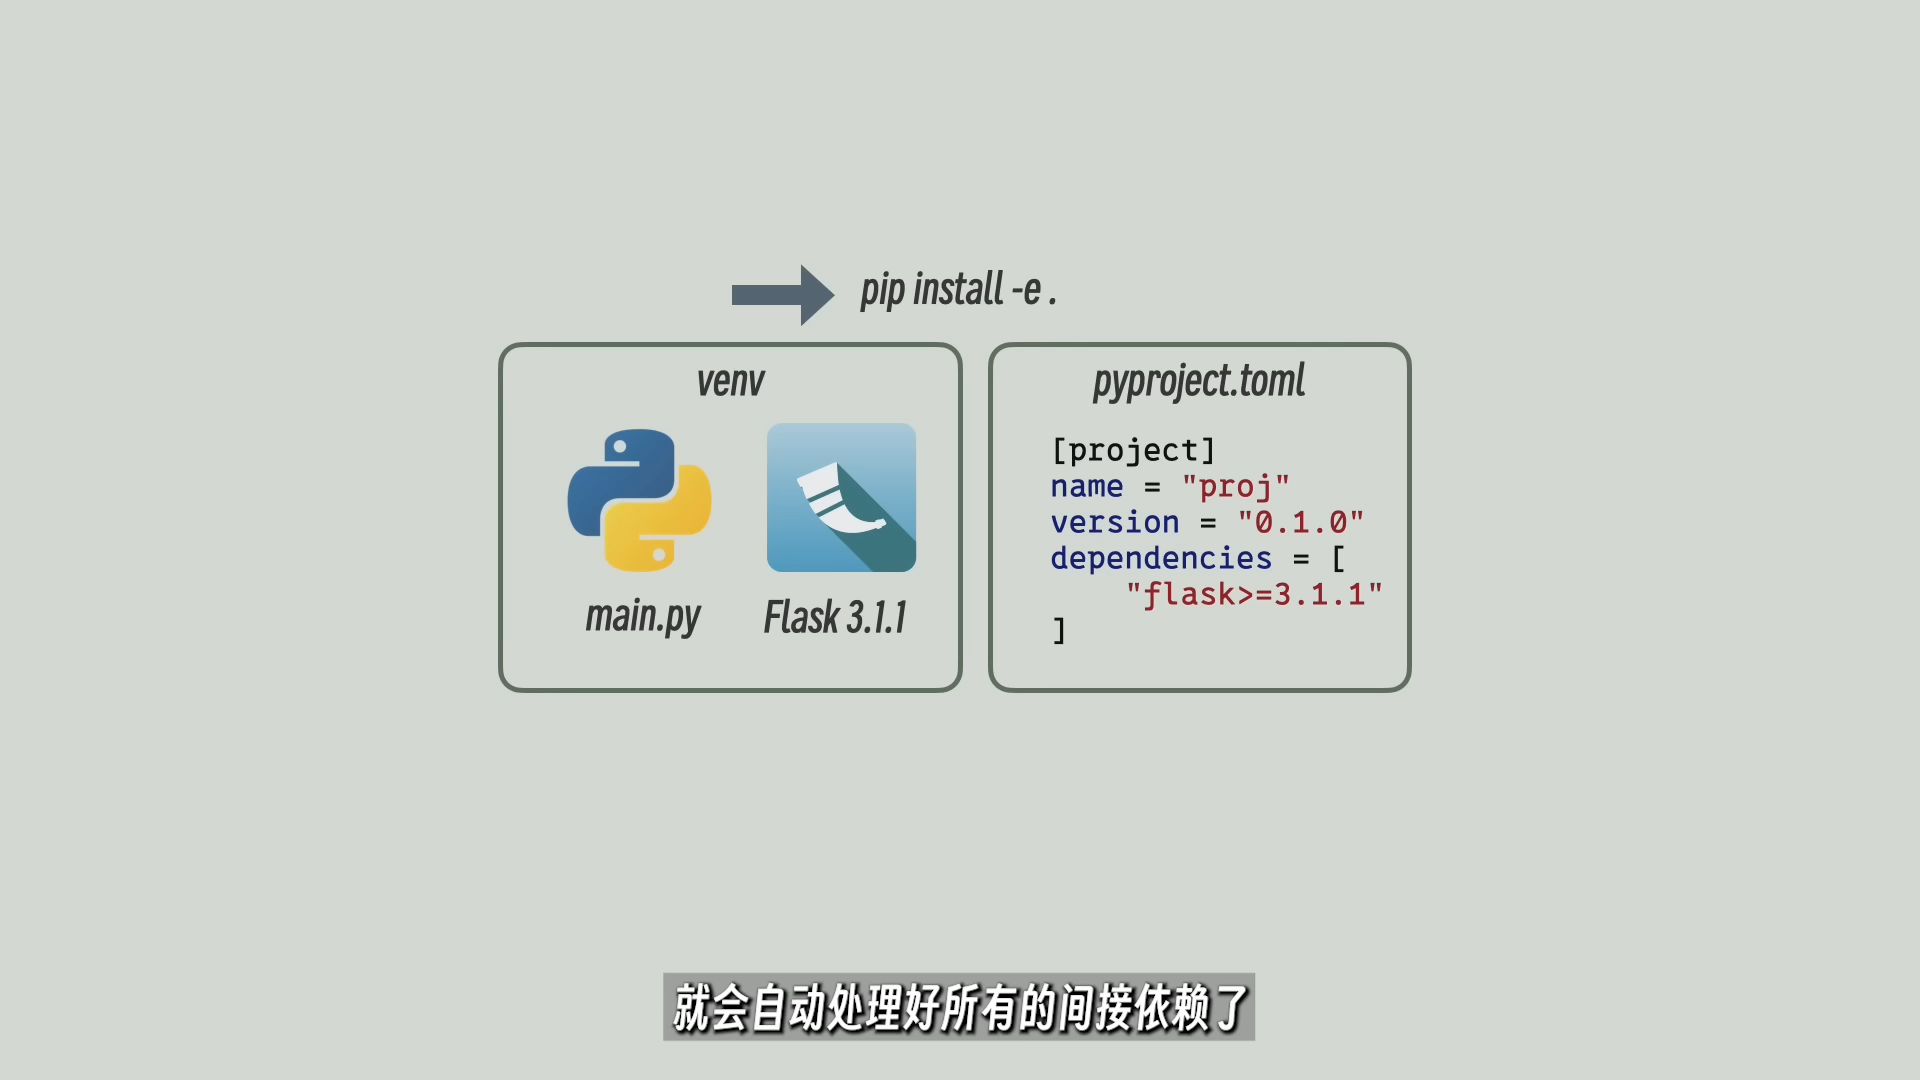 pip install -e .
venv
main.py
Flask 3.1.1
pyproject.toml
[project]
name = "proj"
version = "0.1.0"
dependencies = [
    "flask>=3.1.1"
]
就会自动处理好所有的间接依赖了